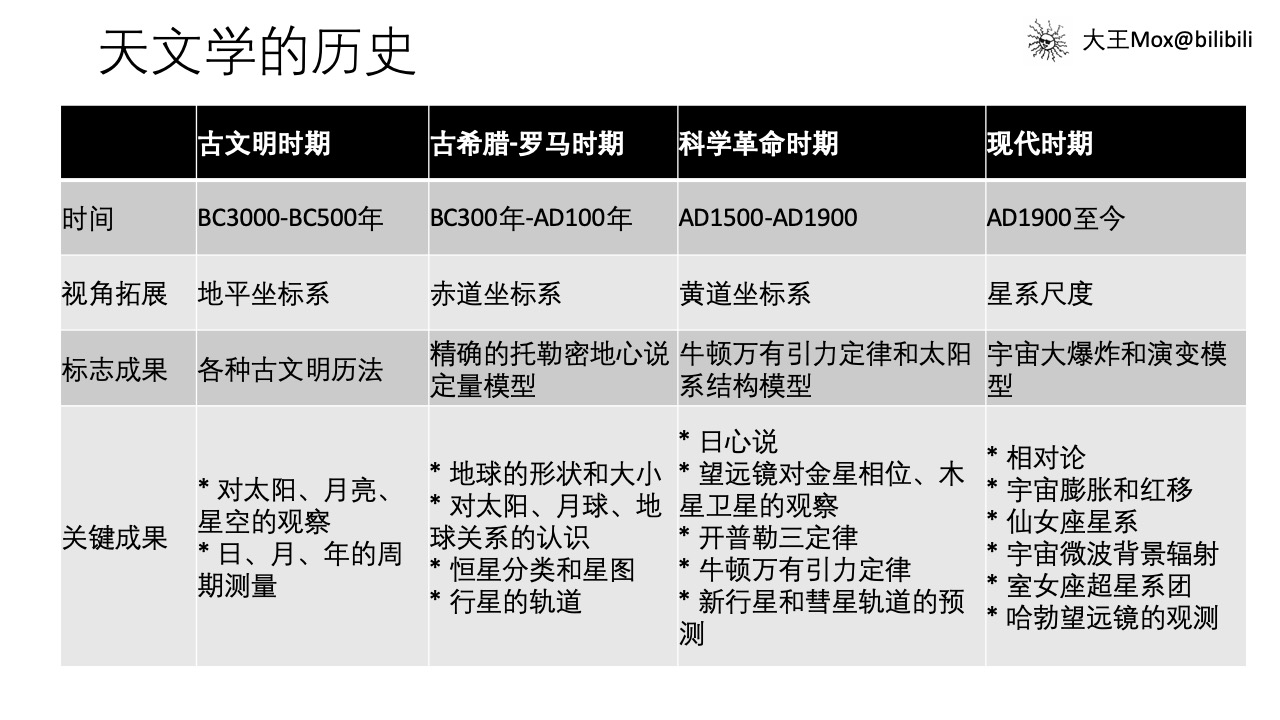 天文学的历史
大王Mox@bilibili
古文明时期
古希腊-罗马时期
科学革命时期
现代时期
时间
BC3000-BC500年
BC300年-AD100年
AD1500-AD1900
AD1900至今
视角拓展
地平坐标系
赤道坐标系
黄道坐标系
星系尺度
标志成果
各种古文明历法
精确的托勒密地心说
定量模型
牛顿万有引力定律和太阳
系结构模型
宇宙大爆炸和演变模
型
关键成果
* 对太阳、月亮、
星空的观察
* 日、月、年的周
期测量
* 地球的形状和大小
* 对太阳、月球、地
球关系的认识
* 恒星分类和星图
* 行星的轨道
* 日心说
* 望远镜对金星相位、木
星卫星的观察
* 开普勒三定律
* 牛顿万有引力定律
* 新行星和彗星轨道的预
测
* 相对论
* 宇宙膨胀和红移
* 仙女座星系
* 宇宙微波背景辐射
* 室女座超星系团
* 哈勃望远镜的观测